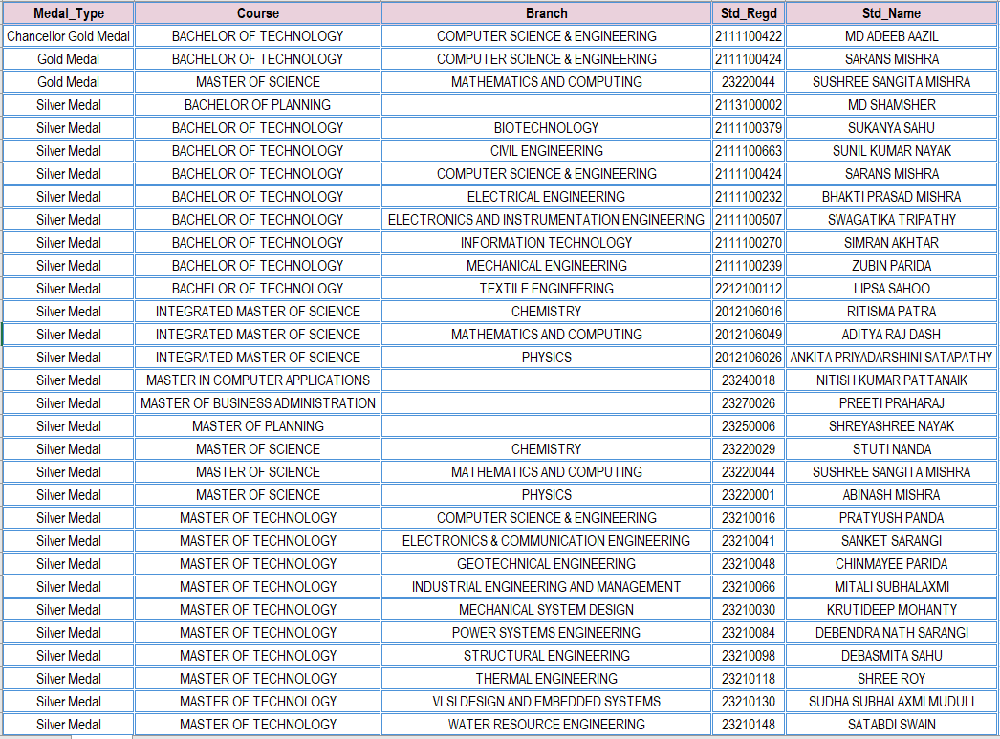 Medal_Type Course Branch Std_Regd Std_Name
Chancellor Gold Medal BACHELOR OF TECHNOLOGY COMPUTER SCIENCE & ENGINEERING 2111100422 MD ADEEB AAZIL
Gold Medal BACHELOR OF TECHNOLOGY COMPUTER SCIENCE & ENGINEERING 2111100424 SARANS MISHRA
Gold Medal MASTER OF SCIENCE MATHEMATICS AND COMPUTING 23220044 SUSHREE SANGITA MISHRA
Silver Medal BACHELOR OF PLANNING 2113100002 MD SHAMSHER
Silver Medal BACHELOR OF TECHNOLOGY BIOTECHNOLOGY 2111100379 SUKANYA SAHU
Silver Medal BACHELOR OF TECHNOLOGY CIVIL ENGINEERING 2111100663 SUNIL KUMAR NAYAK
Silver Medal BACHELOR OF TECHNOLOGY COMPUTER SCIENCE & ENGINEERING 2111100424 SARANS MISHRA
Silver Medal BACHELOR OF TECHNOLOGY ELECTRICAL ENGINEERING 2111100232 BHAKTI PRASAD MISHRA
Silver Medal BACHELOR OF TECHNOLOGY ELECTRONICS AND INSTRUMENTATION ENGINEERING 2111100507 SWAGATIKA TRIPATHY
Silver Medal BACHELOR OF TECHNOLOGY INFORMATION TECHNOLOGY 2111100270 SIMRAN AKHTAR
Silver Medal BACHELOR OF TECHNOLOGY MECHANICAL ENGINEERING 2111100239 ZUBIN PARIDA
Silver Medal BACHELOR OF TECHNOLOGY TEXTILE ENGINEERING 2212100112 LIPSA SAHOO
Silver Medal INTEGRATED MASTER OF SCIENCE CHEMISTRY 2012106016 RITISMA PATRA
Silver Medal INTEGRATED MASTER OF SCIENCE MATHEMATICS AND COMPUTING 2012106049 ADITYA RAJ DASH
Silver Medal INTEGRATED MASTER OF SCIENCE PHYSICS 2012106026 ANKITA PRIYADARSHINI SATAPATHY
Silver Medal MASTER IN COMPUTER APPLICATIONS 23240018 NITISH KUMAR PATTANAIK
Silver Medal MASTER OF BUSINESS ADMINISTRATION 23270026 PREETI PRAHARAJ
Silver Medal MASTER OF PLANNING 23250006 SHREYASHREE NAYAK
Silver Medal MASTER OF SCIENCE CHEMISTRY 23220029 STUTI NANDA
Silver Medal MASTER OF SCIENCE MATHEMATICS AND COMPUTING 23220044 SUSHREE SANGITA MISHRA
Silver Medal MASTER OF SCIENCE PHYSICS 23220001 ABINASH MISHRA
Silver Medal MASTER OF TECHNOLOGY COMPUTER SCIENCE & ENGINEERING 23210016 PRATYUSH PANDA
Silver Medal MASTER OF TECHNOLOGY ELECTRONICS & COMMUNICATION ENGINEERING 23210041 SANKET SARANGI
Silver Medal MASTER OF TECHNOLOGY GEOTECHNICAL ENGINEERING 23210048 CHINMAYEE PARIDA
Silver Medal MASTER OF TECHNOLOGY INDUSTRIAL ENGINEERING AND MANAGEMENT 23210066 MITALI SUBHALAXMI
Silver Medal MASTER OF TECHNOLOGY MECHANICAL SYSTEM DESIGN 23210030 KRUTIDEEP MOHANTY
Silver Medal MASTER OF TECHNOLOGY POWER SYSTEMS ENGINEERING 23210084 DEBENDRA NATH SARANGI
Silver Medal MASTER OF TECHNOLOGY STRUCTURAL ENGINEERING 23210098 DEBASMITA SAHU
Silver Medal MASTER OF TECHNOLOGY THERMAL ENGINEERING 23210118 SHREE ROY
Silver Medal MASTER OF TECHNOLOGY VLSI DESIGN AND EMBEDDED SYSTEMS 23210130 SUDHA SUBHALAXMI MUDULI
Silver Medal MASTER OF TECHNOLOGY WATER RESOURCE ENGINEERING 23210148 SATABDI SWAIN